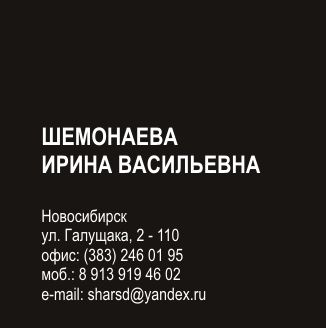 ШЕМОНАЕВА
ИРИНА ВАСИЛЬЕВНА
Новосибирск
ул. Галущака, 2 - 110
офис: (383) 246 01 95
моб.: 8 913 919 46 02
e-mail: sharsd@yandex.ru